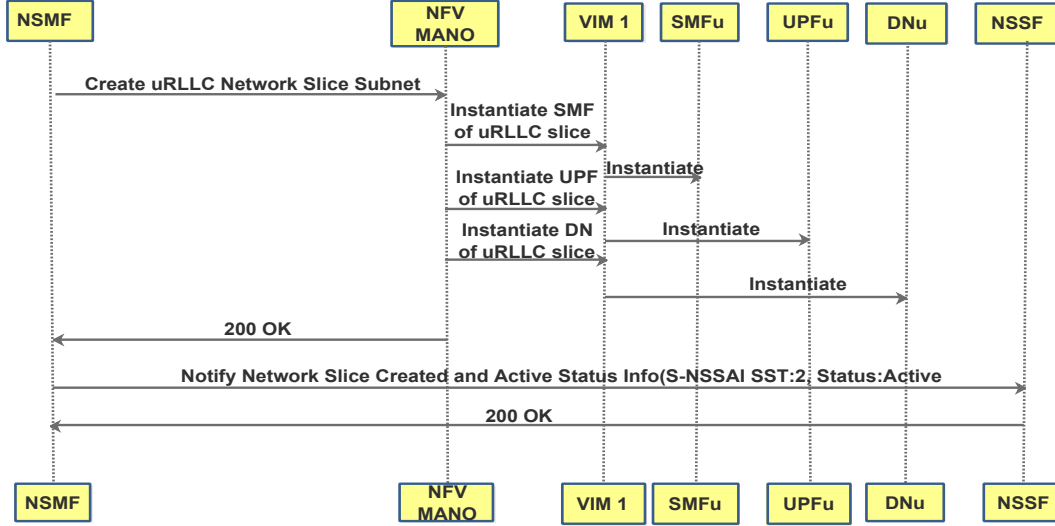 NSMF
NFV
MANO
VIM 1
SMFu
UPFu
DNu
NSSF
Create uRLLC Network Slice Subnet
Instantiate SMF
of uRLLC slice
Instantiate
Instantiate UPF
of uRLLC slice
Instantiate DN
of uRLLC slice
Instantiate
Instantiate
200 OK
Notify Network Slice Created and Active Status Info(S-NSSAI SST:2, Status:Active
200 OK
NSMF
NFV
MANO
VIM 1
SMFu
UPFu
DNu
NSSF